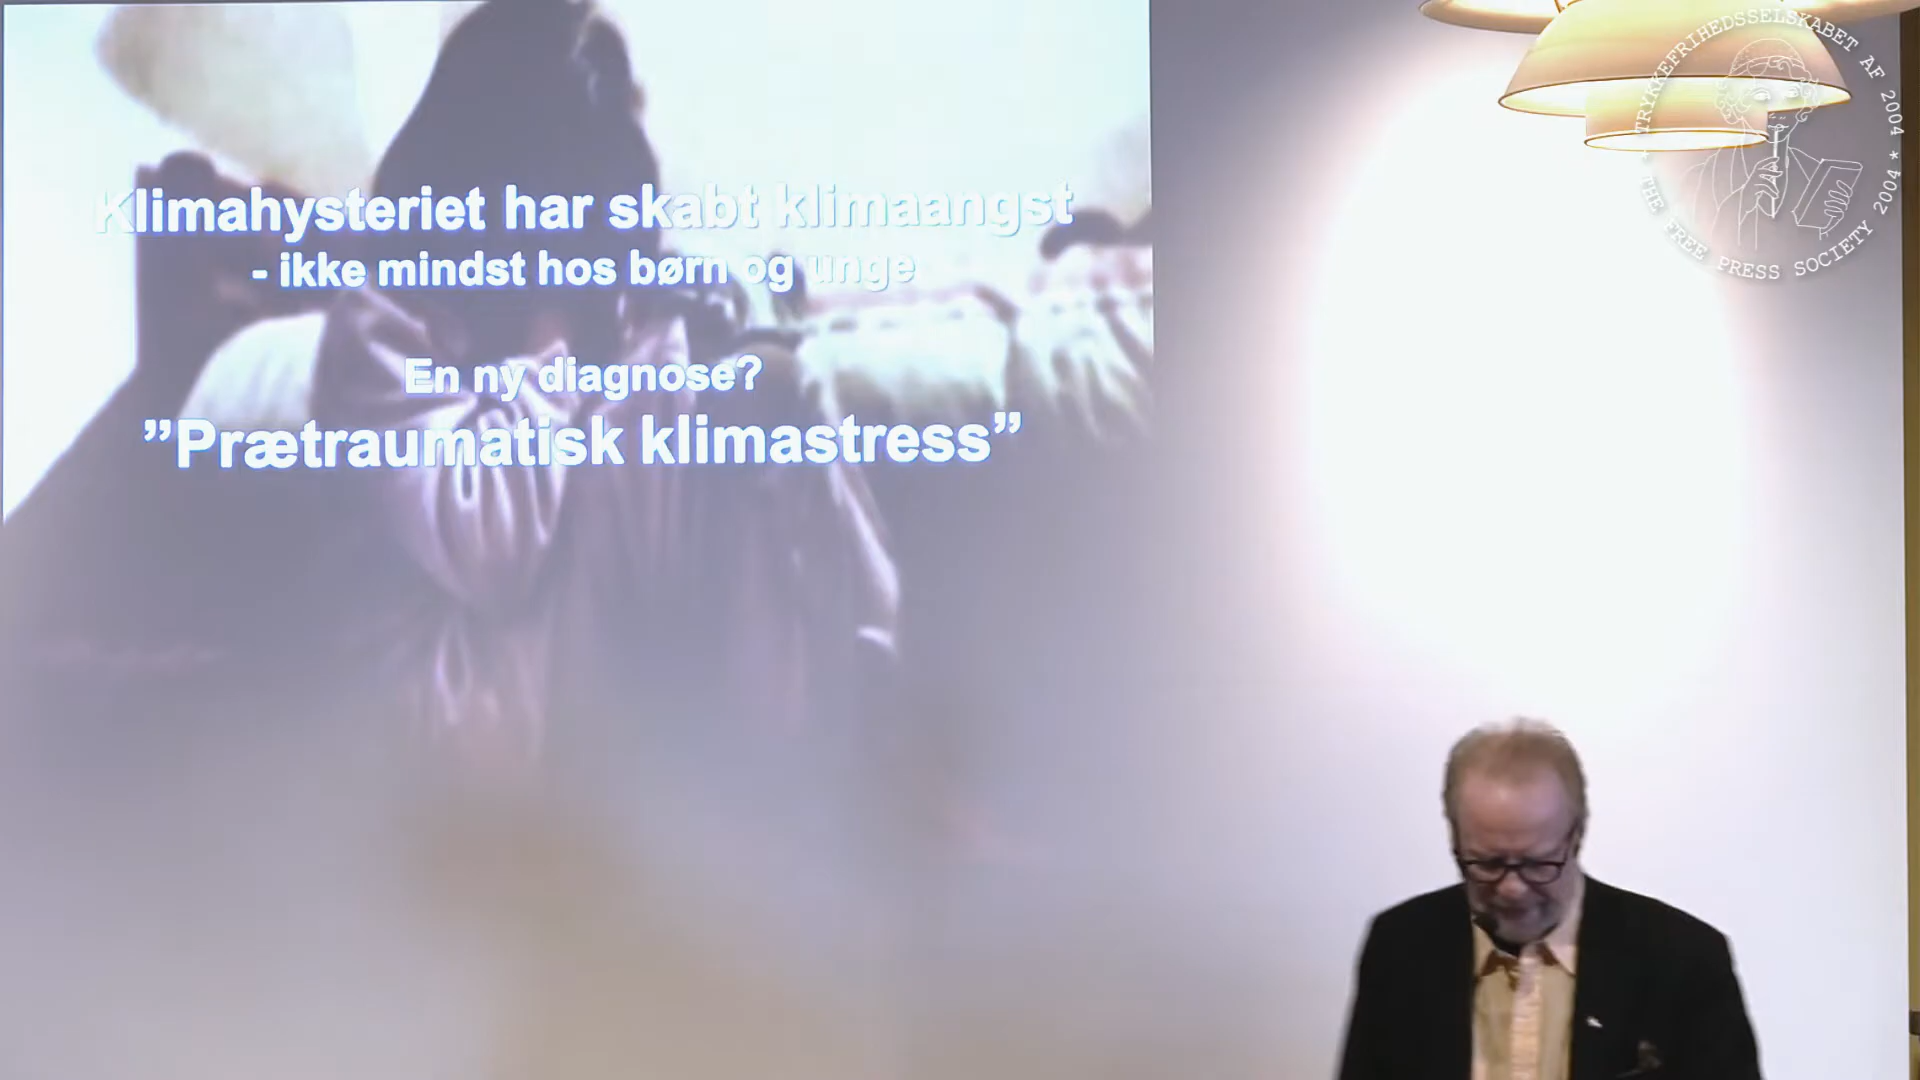 Klimahysteriet har skabt klimaangst
- ikke mindst hos børn og unge
En ny diagnose?
”Prætraumatisk klimastress”
* TRYKKEFRIHEDSSELSKABET AF 2004 *
THE FREE PRESS SOCIETY 2004